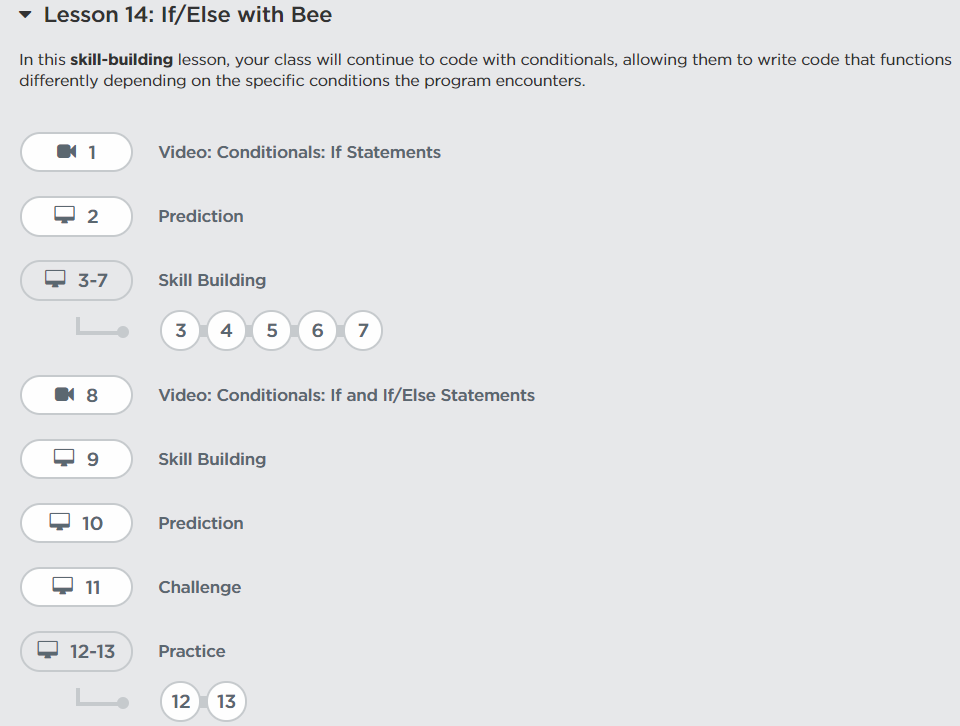 Lesson 14: If/Else with Bee
In this skill-building lesson, your class will continue to code with conditionals, allowing them to write code that functions
differently depending on the specific conditions the program encounters.
1 Video: Conditionals: If Statements
2 Prediction
3-7 Skill Building
3 4 5 6 7
8 Video: Conditionals: If and If/Else Statements
9 Skill Building
10 Prediction
11 Challenge
12-13 Practice
12 13